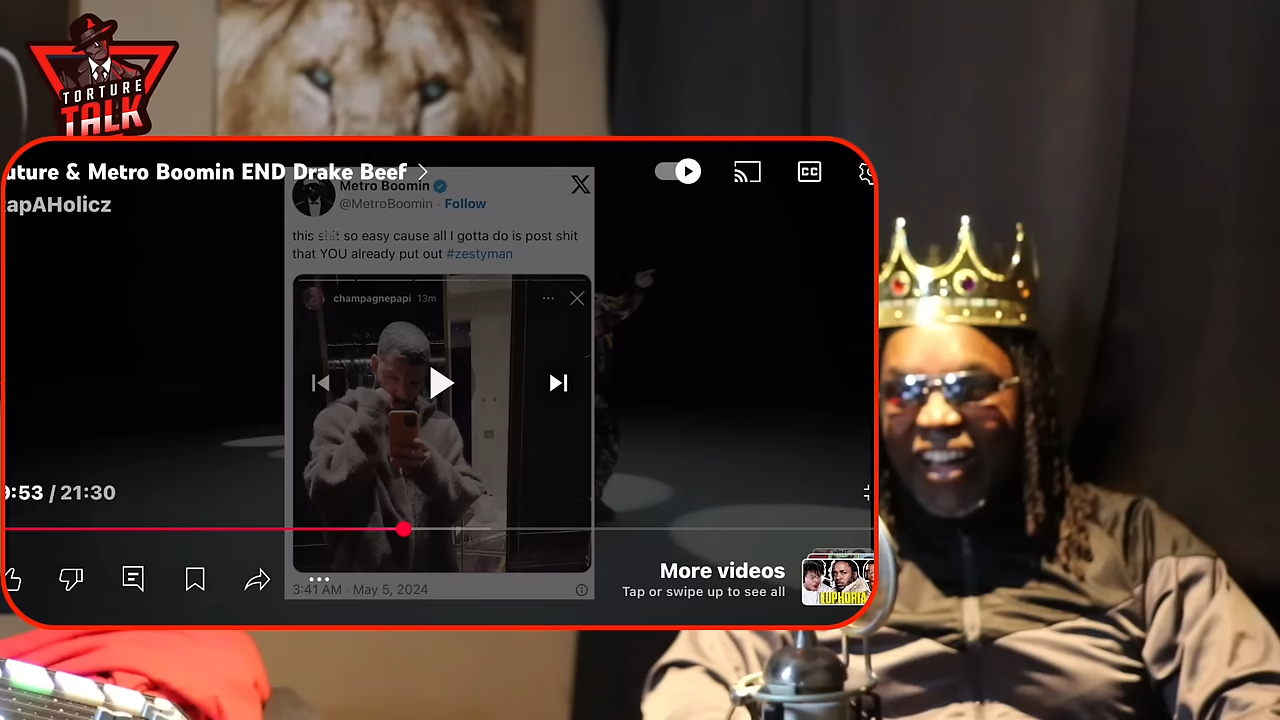 TORTURE
TALK
uture & Metro Boomin END Drake Beef
apAHolicz
CC
Metro Boomin
@MetroBoomin · Follow
this shit so easy cause all I gotta do is post shit
that YOU already put out #zestyman
champagnepapi 13m
9:53 / 21:30
More videos
Tap or swipe up to see all
EUPHORIA
3:41 AM · May 5, 2024